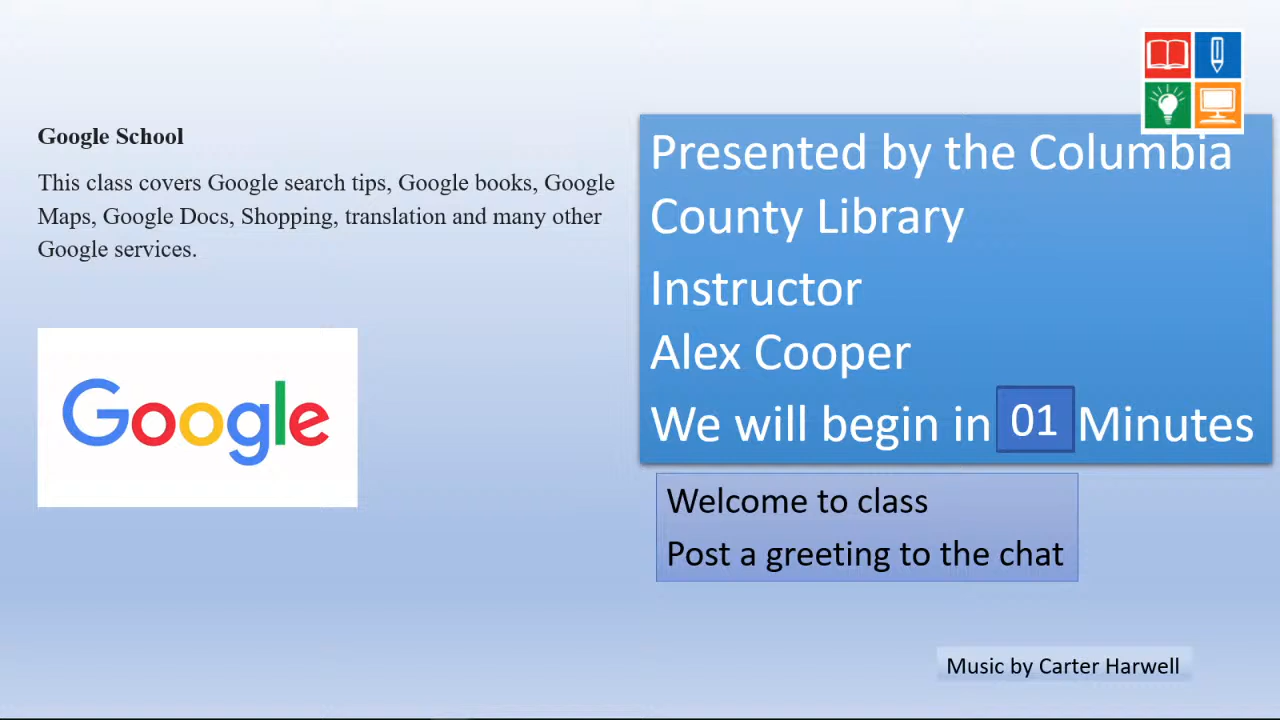 Google School
This class covers Google search tips, Google books, Google
Maps, Google Docs, Shopping, translation and many other
Google services.
Google
Presented by the Columbia
County Library
Instructor
Alex Cooper
We will begin in 01 Minutes
Welcome to class
Post a greeting to the chat
Music by Carter Harwell